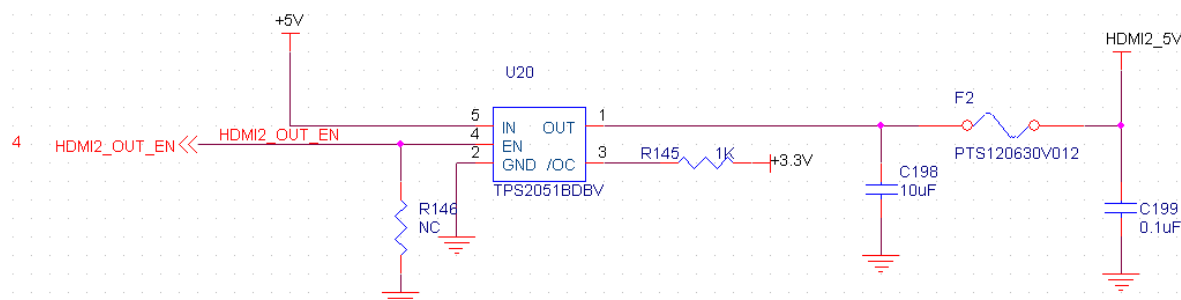 +5V
HDMI2_5V
U20
F2
5 IN OUT 1
4 HDMI2_OUT_EN HDMI2_OUT_EN 4 EN
2 GND /OC 3 R145 1K +3.3V
PTS120630V012
TPS2051BDBV
C198
10uF
R146
NC
C199
0.1uF